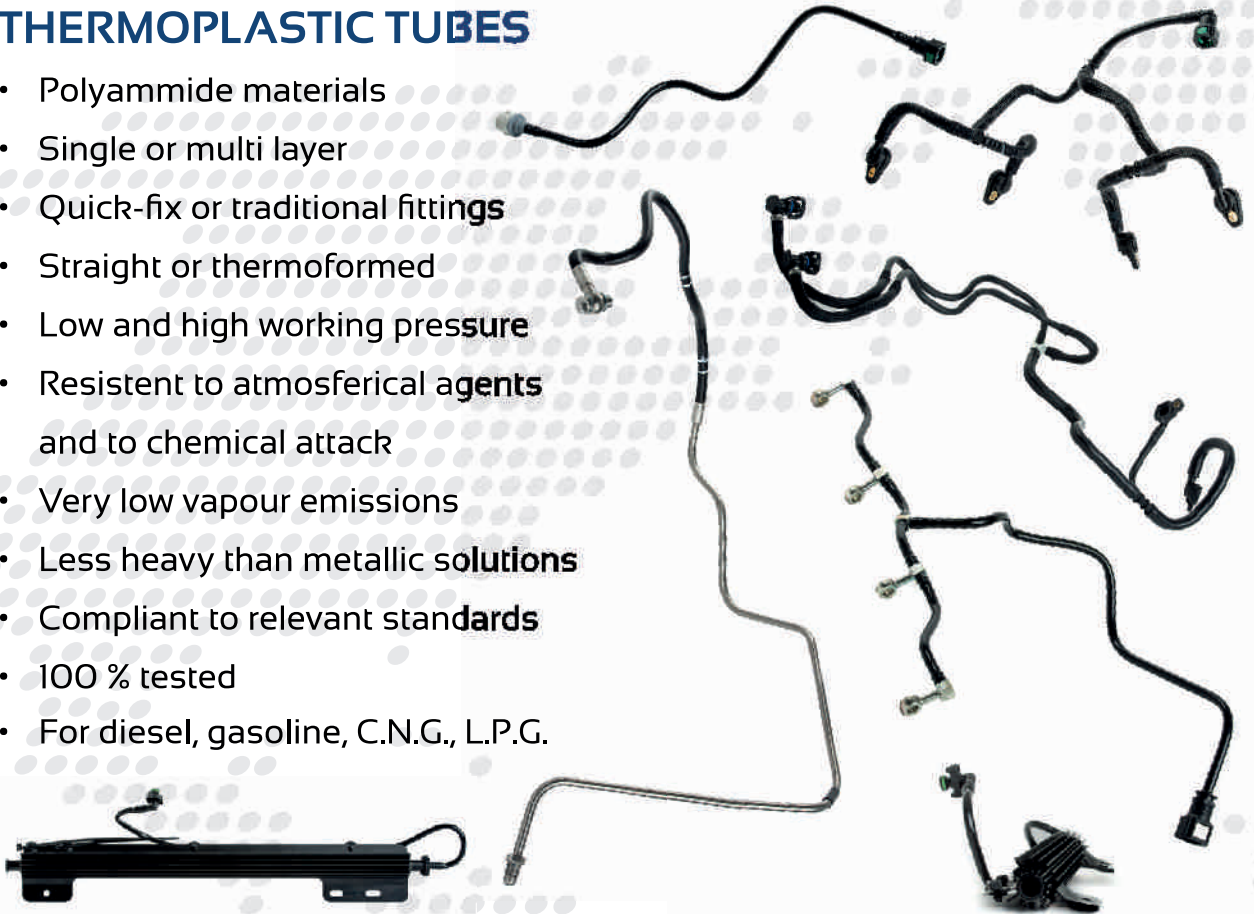 THERMOPLASTIC TUBES
• Polyammide materials
• Single or multi layer
• Quick-fix or traditional fittings
• Straight or thermoformed
• Low and high working pressure
• Resistent to atmosferical agents
and to chemical attack
• Very low vapour emissions
• Less heavy than metallic solutions
• Compliant to relevant standards
• 100 % tested
• For diesel, gasoline, C.N.G., L.P.G.